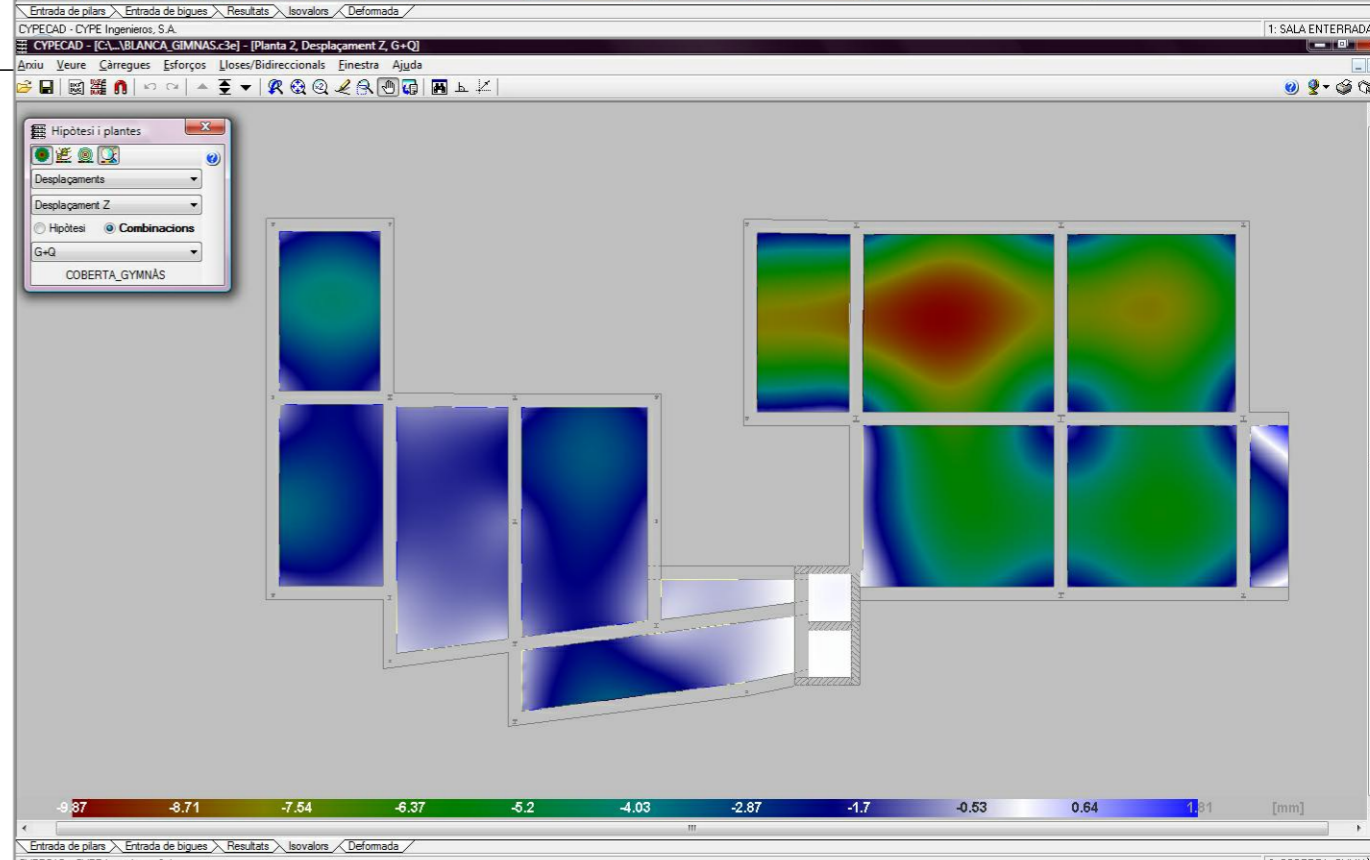 Entrada de pilars Entrada de bigues Resultats Isovalors Deformada
CYPECAD - CYPE Ingenieros, S.A. 1: SALA ENTERRADA
CYPECAD - [C:\...\BLANCA_GIMNAS.c3e] - [Planta 2, Desplaçament Z, G+Q]
Arxiu Veure Càrregues Esforços Lloses/Bidireccionals Finestra Ajuda
Hipòtesi i plantes
Desplaçaments
Desplaçament Z
Hipòtesi Combinacions
G+Q
COBERTA_GYMNÀS
-9.87 -8.71 -7.54 -6.37 -5.2 -4.03 -2.87 -1.7 -0.53 0.64 1.81 [mm]
Entrada de pilars Entrada de bigues Resultats Isovalors Deformada